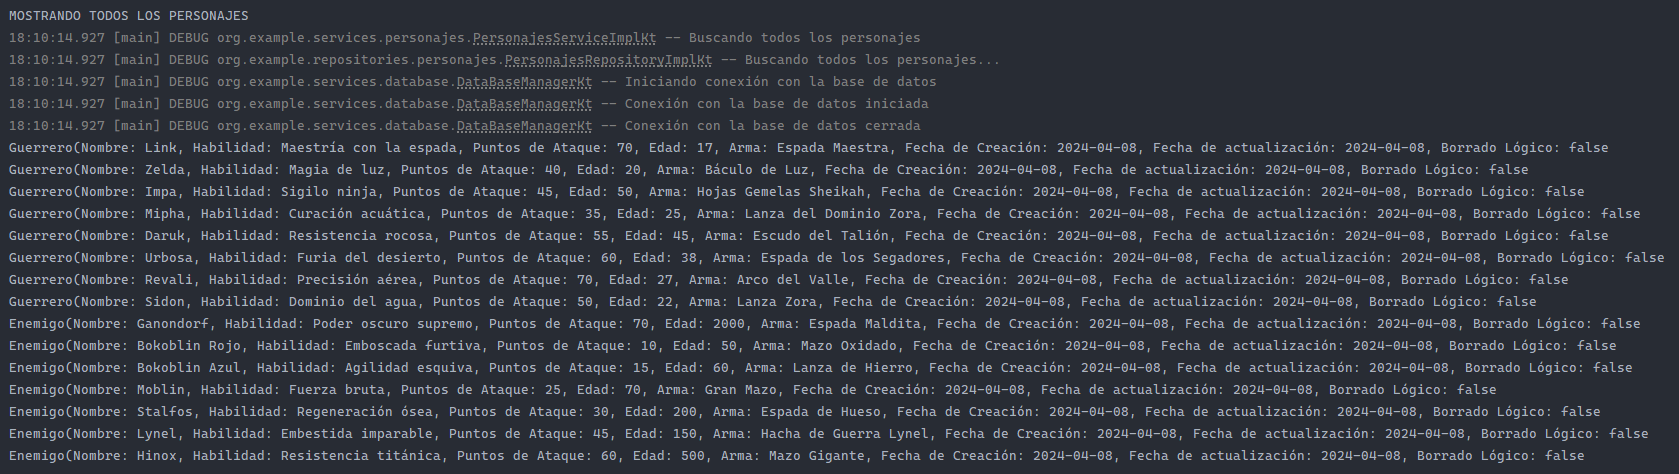 MOSTRANDO TODOS LOS PERSONAJES
18:10:14.927 [main] DEBUG org.example.services.personajes.PersonajesServiceImplKt -- Buscando todos los personajes
18:10:14.927 [main] DEBUG org.example.repositories.personajes.PersonajesRepositoryImplKt -- Buscando todos los personajes...
18:10:14.927 [main] DEBUG org.example.services.database.DataBaseManagerKt -- Iniciando conexión con la base de datos
18:10:14.927 [main] DEBUG org.example.services.database.DataBaseManagerKt -- Conexión con la base de datos iniciada
18:10:14.927 [main] DEBUG org.example.services.database.DataBaseManagerKt -- Conexión con la base de datos cerrada
Guerrero(Nombre: Link, Habilidad: Maestría con la espada, Puntos de Ataque: 70, Edad: 17, Arma: Espada Maestra, Fecha de Creación: 2024-04-08, Fecha de actualización: 2024-04-08, Borrado Lógico: false
Guerrero(Nombre: Zelda, Habilidad: Magia de luz, Puntos de Ataque: 40, Edad: 20, Arma: Báculo de Luz, Fecha de Creación: 2024-04-08, Fecha de actualización: 2024-04-08, Borrado Lógico: false
Guerrero(Nombre: Impa, Habilidad: Sigilo ninja, Puntos de Ataque: 45, Edad: 50, Arma: Hojas Gemelas Sheikah, Fecha de Creación: 2024-04-08, Fecha de actualización: 2024-04-08, Borrado Lógico: false
Guerrero(Nombre: Mipha, Habilidad: Curación acuática, Puntos de Ataque: 35, Edad: 25, Arma: Lanza del Dominio Zora, Fecha de Creación: 2024-04-08, Fecha de actualización: 2024-04-08, Borrado Lógico: false
Guerrero(Nombre: Daruk, Habilidad: Resistencia rocosa, Puntos de Ataque: 55, Edad: 45, Arma: Escudo del Talión, Fecha de Creación: 2024-04-08, Fecha de actualización: 2024-04-08, Borrado Lógico: false
Guerrero(Nombre: Urbosa, Habilidad: Furia del desierto, Puntos de Ataque: 60, Edad: 38, Arma: Espada de los Segadores, Fecha de Creación: 2024-04-08, Fecha de actualización: 2024-04-08, Borrado Lógico: false
Guerrero(Nombre: Revali, Habilidad: Precisión aérea, Puntos de Ataque: 70, Edad: 27, Arma: Arco del Valle, Fecha de Creación: 2024-04-08, Fecha de actualización: 2024-04-08, Borrado Lógico: false
Guerrero(Nombre: Sidon, Habilidad: Dominio del agua, Puntos de Ataque: 50, Edad: 22, Arma: Lanza Zora, Fecha de Creación: 2024-04-08, Fecha de actualización: 2024-04-08, Borrado Lógico: false
Enemigo(Nombre: Ganondorf, Habilidad: Poder oscuro supremo, Puntos de Ataque: 70, Edad: 2000, Arma: Espada Maldita, Fecha de Creación: 2024-04-08, Fecha de actualización: 2024-04-08, Borrado Lógico: false
Enemigo(Nombre: Bokoblin Rojo, Habilidad: Emboscada furtiva, Puntos de Ataque: 10, Edad: 50, Arma: Mazo Oxidado, Fecha de Creación: 2024-04-08, Fecha de actualización: 2024-04-08, Borrado Lógico: false
Enemigo(Nombre: Bokoblin Azul, Habilidad: Agilidad esquiva, Puntos de Ataque: 15, Edad: 60, Arma: Lanza de Hierro, Fecha de Creación: 2024-04-08, Fecha de actualización: 2024-04-08, Borrado Lógico: false
Enemigo(Nombre: Moblin, Habilidad: Fuerza bruta, Puntos de Ataque: 25, Edad: 70, Arma: Gran Mazo, Fecha de Creación: 2024-04-08, Fecha de actualización: 2024-04-08, Borrado Lógico: false
Enemigo(Nombre: Stalfos, Habilidad: Regeneración ósea, Puntos de Ataque: 30, Edad: 200, Arma: Espada de Hueso, Fecha de Creación: 2024-04-08, Fecha de actualización: 2024-04-08, Borrado Lógico: false
Enemigo(Nombre: Lynel, Habilidad: Embestida imparable, Puntos de Ataque: 45, Edad: 150, Arma: Hacha de Guerra Lynel, Fecha de Creación: 2024-04-08, Fecha de actualización: 2024-04-08, Borrado Lógico: false
Enemigo(Nombre: Hinox, Habilidad: Resistencia titánica, Puntos de Ataque: 60, Edad: 500, Arma: Mazo Gigante, Fecha de Creación: 2024-04-08, Fecha de actualización: 2024-04-08, Borrado Lógico: false